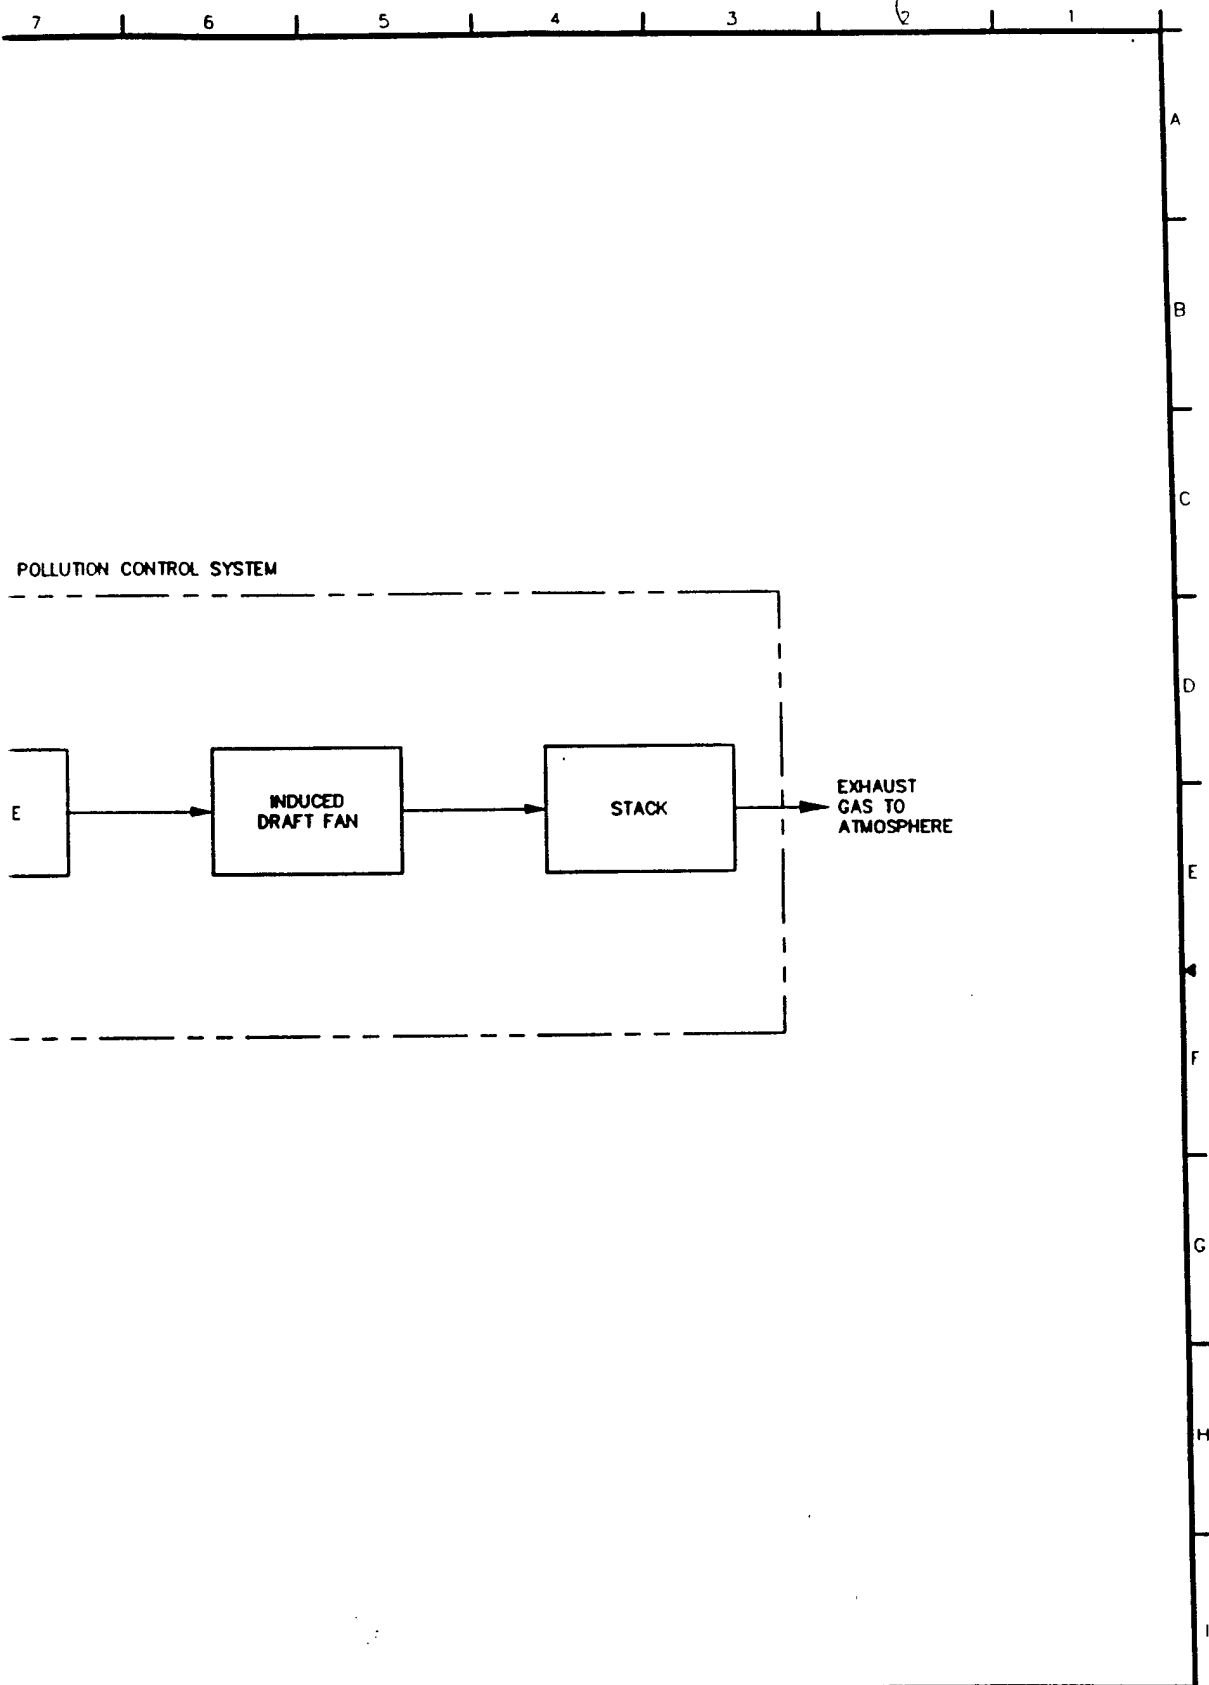 7 6 5 4 3 2 1
A
B
C
POLLUTION CONTROL SYSTEM
D
E
INDUCED
DRAFT FAN
STACK
EXHAUST
GAS TO
ATMOSPHERE
E
F
G
H
I